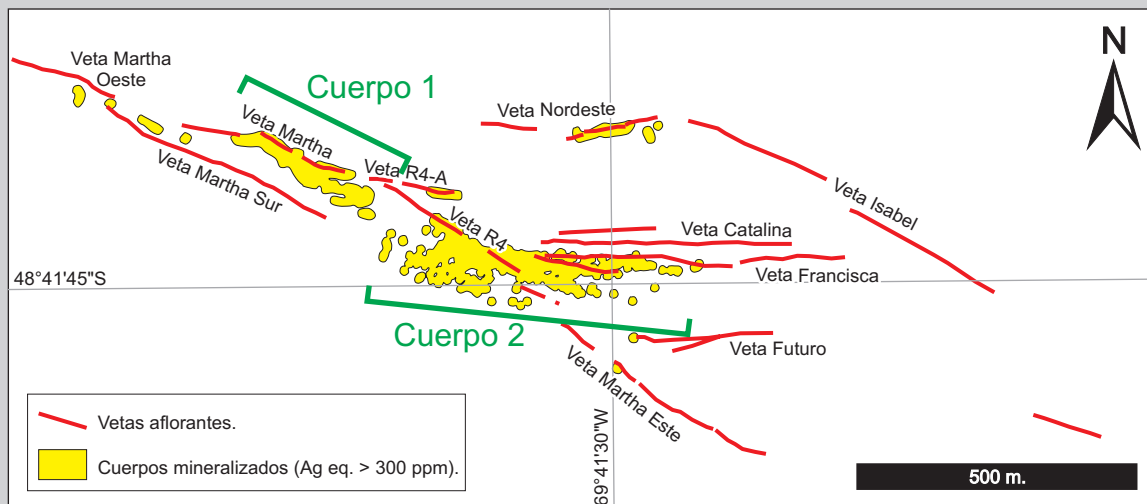 Veta Martha
Oeste
Cuerpo 1
N
Veta Nordeste
Veta Martha
Veta R4-A
Veta Martha Sur
Veta Isabel
Veta R4
Veta Catalina
Veta Francisca
48°41'45"S
Cuerpo 2
Veta Futuro
Veta Martha Este
69°41'30"W
Vetas aflorantes.
Cuerpos mineralizados (Ag eq. > 300 ppm).
500 m.